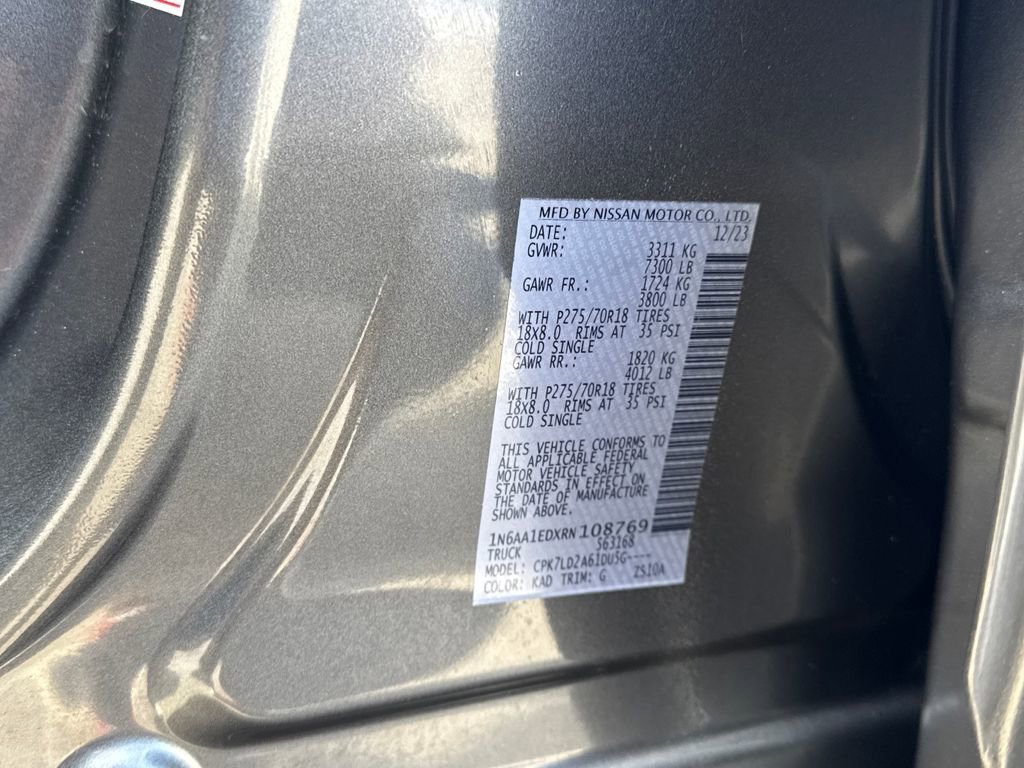 MFD BY NISSAN MOTOR CO., LTD.
DATE: 12/23
GVWR: 3311 KG
7300 LB
GAWR FR.: 1724 KG
3800 LB
WITH P275/70R18 TIRES
18X8.0 RIMS AT 35 PSI
COLD SINGLE
GAWR RR.: 1820 KG
4012 LB
WITH P275/70R18 TIRES
18X8.0 RIMS AT 35 PSI
COLD SINGLE
THIS VEHICLE CONFORMS TO
ALL APPLICABLE FEDERAL
MOTOR VEHICLE SAFETY
STANDARDS IN EFFECT ON
THE DATE OF MANUFACTURE
SHOWN ABOVE.
1N6AA1EDXRN108769
TRUCK 563168
MODEL: CPK7LD2A61DU5G----
COLOR: KAD TRIM: G ZS10A